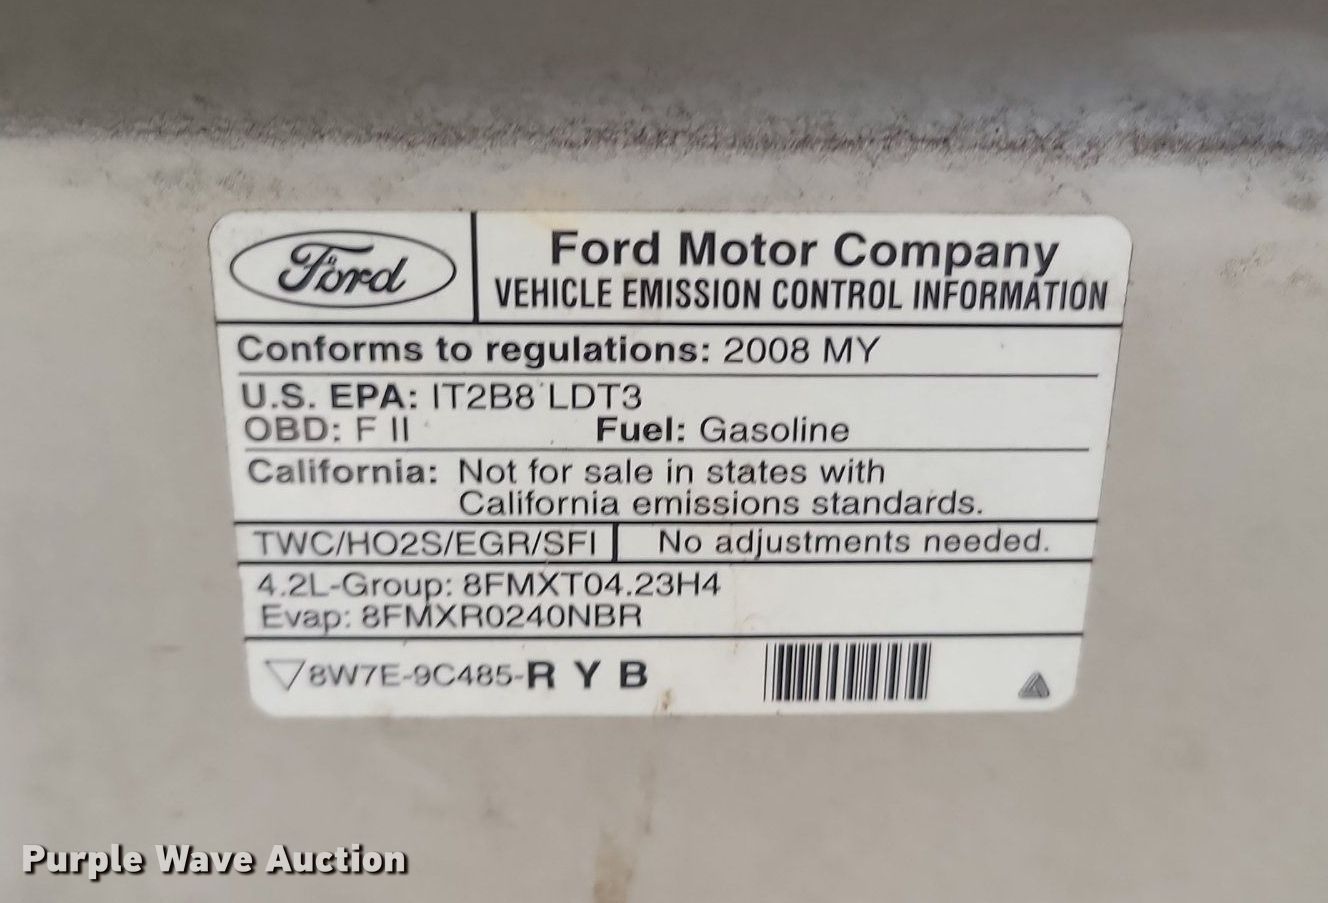 Ford
Ford Motor Company
VEHICLE EMISSION CONTROL INFORMATION
Conforms to regulations: 2008 MY
U.S. EPA: IT2B8 LDT3
OBD: F II Fuel: Gasoline
California: Not for sale in states with
California emissions standards.
TWC/HO2S/EGR/SFI No adjustments needed.
4.2L-Group: 8FMXT04.23H4
Evap: 8FMXR0240NBR
8W7E-9C485-R Y B
Purple Wave Auction